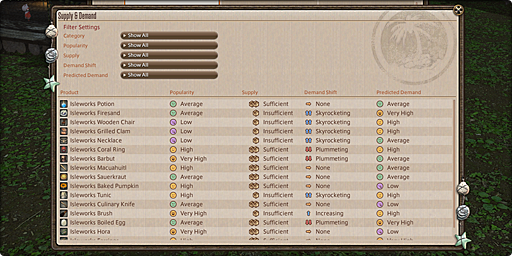 Supply & Demand
Filter Settings
Category Show All
Popularity Show All
Supply Show All
Demand Shift Show All
Predicted Demand Show All
Product Popularity Supply Demand Shift Predicted Demand
Isleworks Potion Average Sufficient None Average
Isleworks Firesand Average Insufficient Skyrocketing Very High
Isleworks Wooden Chair Low Insufficient Skyrocketing High
Isleworks Grilled Clam Low Insufficient Skyrocketing High
Isleworks Necklace Low Insufficient Skyrocketing Average
Isleworks Coral Ring High Sufficient Plummeting High
Isleworks Barbut Very High Sufficient Plummeting Average
Isleworks Macuahuitl High Sufficient None Average
Isleworks Sauerkraut Average Sufficient None Average
Isleworks Baked Pumpkin High Sufficient None Low
Isleworks Tunic High Insufficient Skyrocketing High
Isleworks Culinary Knife Average Sufficient None Low
Isleworks Brush Very High Insufficient Increasing High
Isleworks Boiled Egg Average Sufficient Plummeting Very High
Isleworks Hora Very High Sufficient None Low